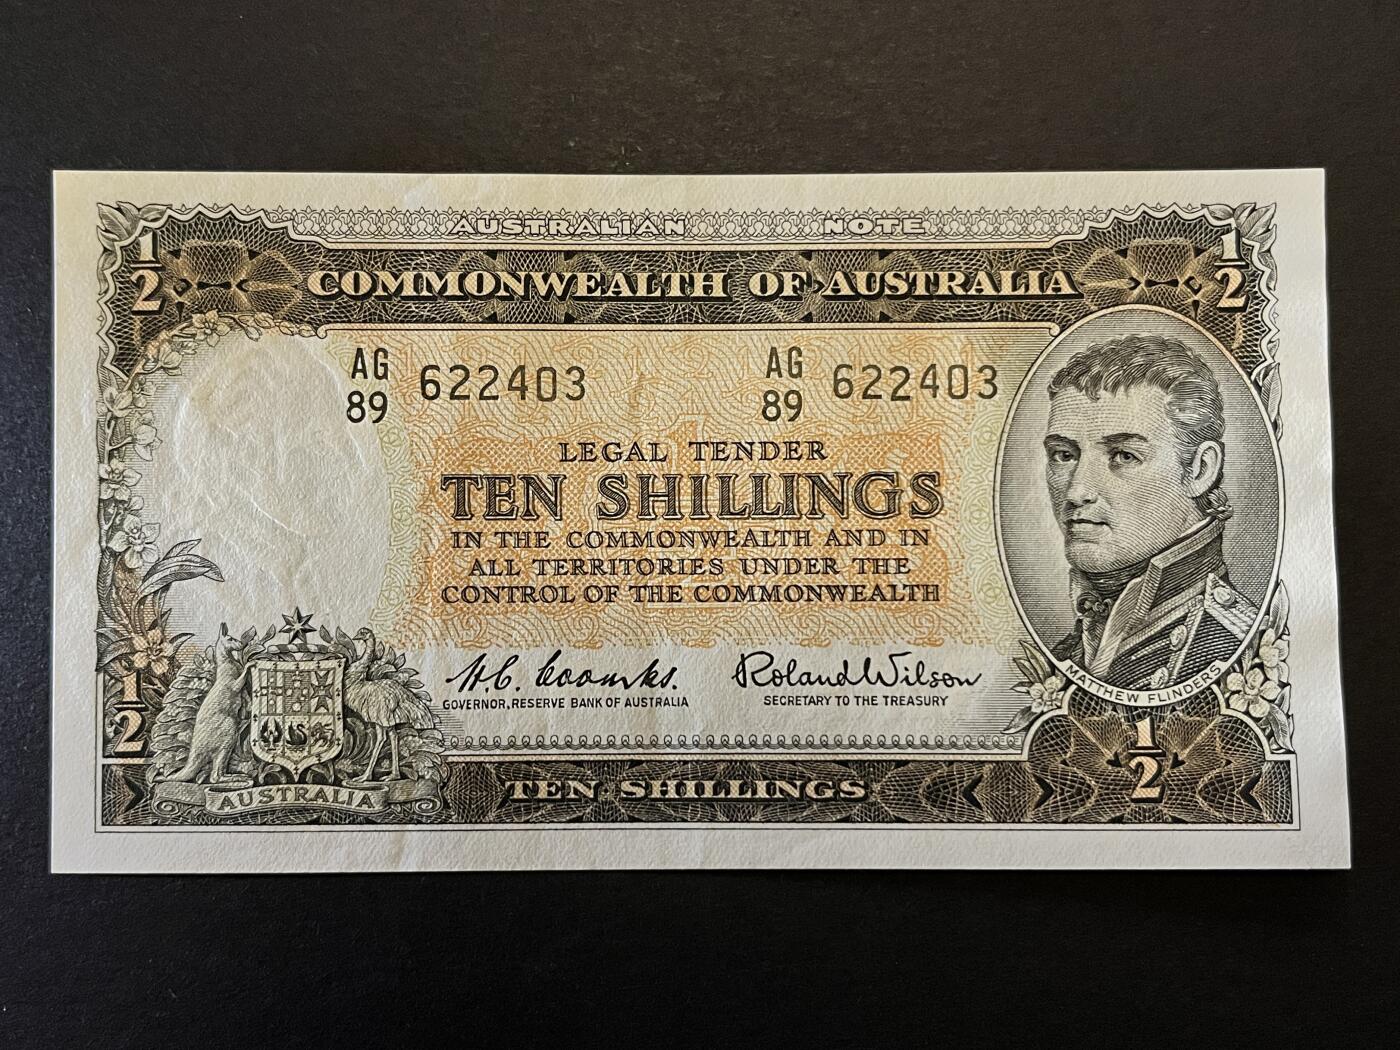 AUSTRALIAN NOTE
1/2 1/2
COMMONWEALTH OF AUSTRALIA
AG 89 622403 AG 89 622403
LEGAL TENDER
TEN SHILLINGS
IN THE COMMONWEALTH AND IN
ALL TERRITORIES UNDER THE
CONTROL OF THE COMMONWEALTH
H.C. Coombs. Roland Wilson
GOVERNOR, RESERVE BANK OF AUSTRALIA SECRETARY TO THE TREASURY
MATTHEW FLINDERS
1/2 1/2
AUSTRALIA
TEN SHILLINGS